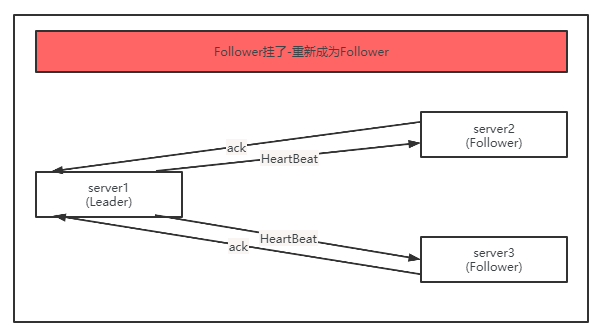 Follower挂了-重新成为Follower
server2
(Follower)
ack
HeartBeat
server1
(Leader)
HeartBeat
ack
server3
(Follower)